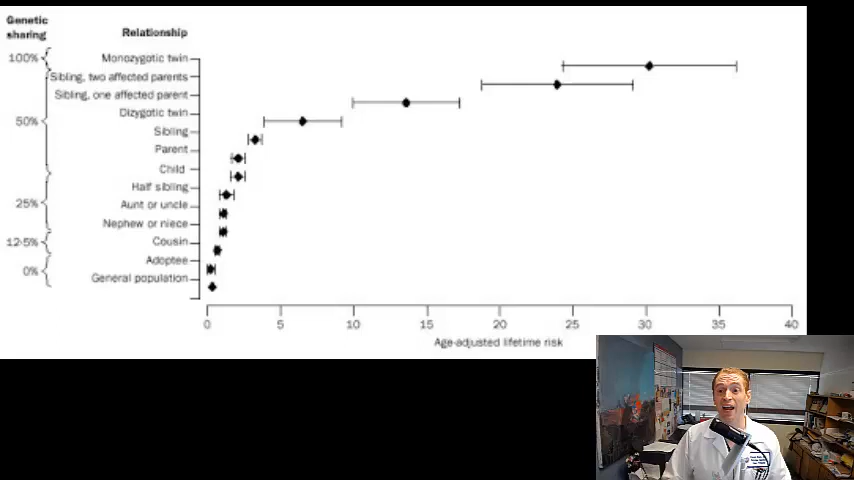 Genetic
sharing
Relationship
100%
Monozygotic twin
Sibling, two affected parents
Sibling, one affected parent
Dizygotic twin
50%
Sibling
Parent
Child
Half sibling
25%
Aunt or uncle
Nephew or niece
12·5%
Cousin
Adoptee
0%
General population
0 5 10 15 20 25 30 35 40
Age-adjusted lifetime risk